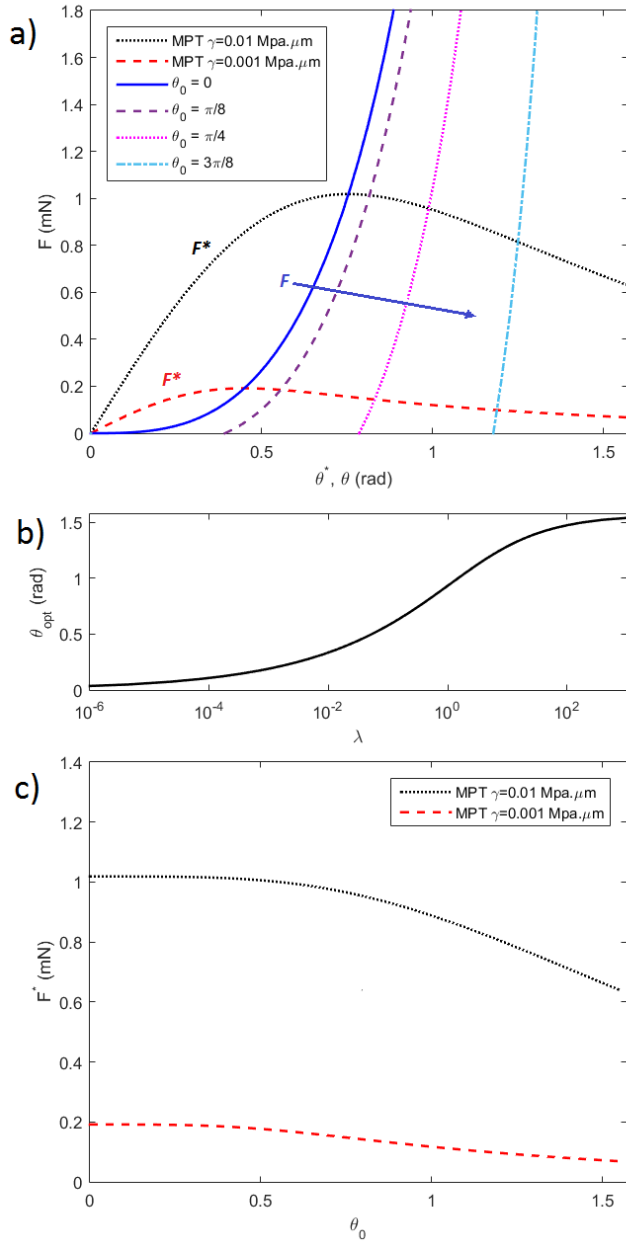 a)
1.8
1.6
1.4
1.2
1
0.8
0.6
0.4
0.2
0
F (mN)
MPT γ=0.01 Mpa.μm
MPT γ=0.001 Mpa.μm
θ0 = 0
θ0 = π/8
θ0 = π/4
θ0 = 3π/8
F*
F
F*
0 0.5 1 1.5
θ*, θ (rad)
b)
1.5
1
0.5
0
θopt (rad)
10-6 10-4 10-2 100 102
λ
c)
1.4
1.2
1
0.8
0.6
0.4
0.2
0
F* (mN)
MPT γ=0.01 Mpa.μm
MPT γ=0.001 Mpa.μm
0 0.5 1 1.5
θ0